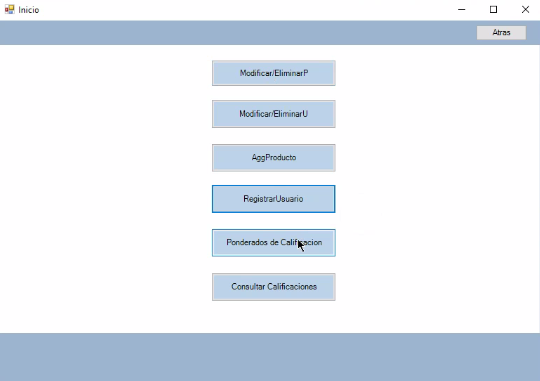 Inicio
Atras
Modificar/EliminarP
Modificar/EliminarU
AggProducto
RegistrarUsuario
Ponderados de Calificacion
Consultar Calificaciones